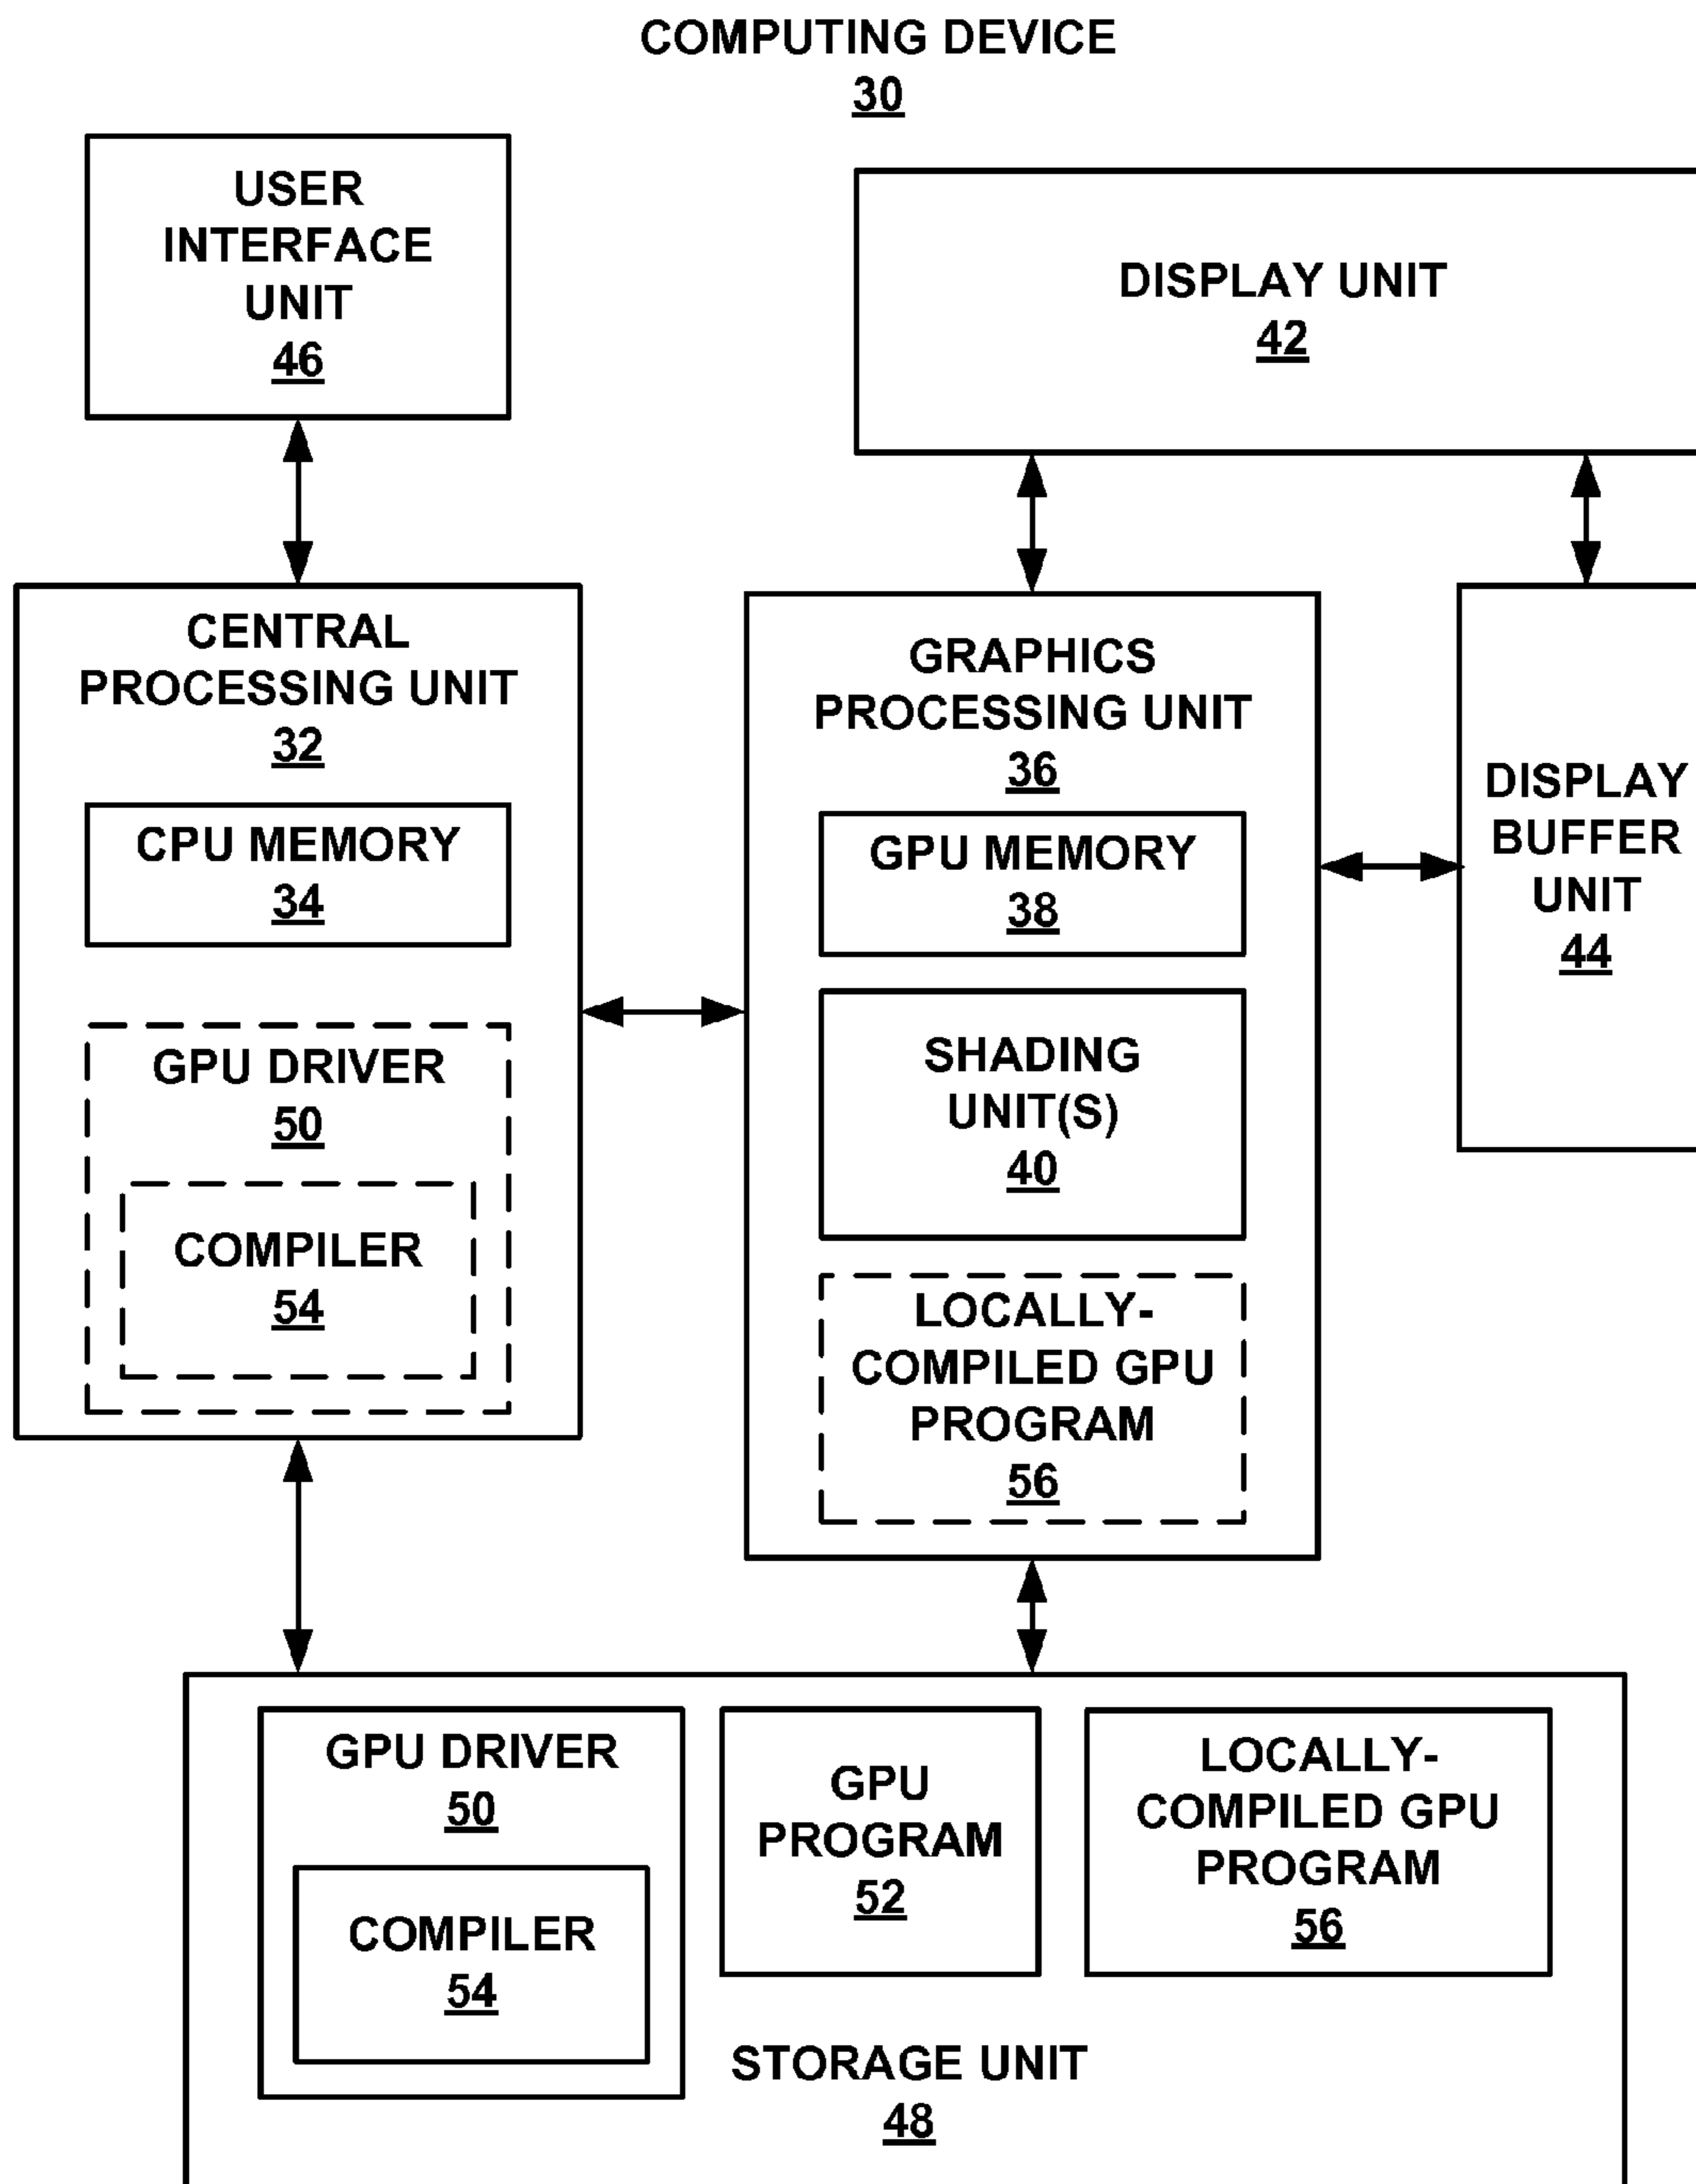 COMPUTING DEVICE
30
USER
INTERFACE
UNIT
46
DISPLAY UNIT
42
CENTRAL
PROCESSING UNIT
32
CPU MEMORY
34
GPU DRIVER
50
COMPILER
54
GRAPHICS
PROCESSING UNIT
36
GPU MEMORY
38
SHADING
UNIT(S)
40
LOCALLY-
COMPILED GPU
PROGRAM
56
DISPLAY
BUFFER
UNIT
44
GPU DRIVER
50
COMPILER
54
GPU
PROGRAM
52
LOCALLY-
COMPILED GPU
PROGRAM
56
STORAGE UNIT
48